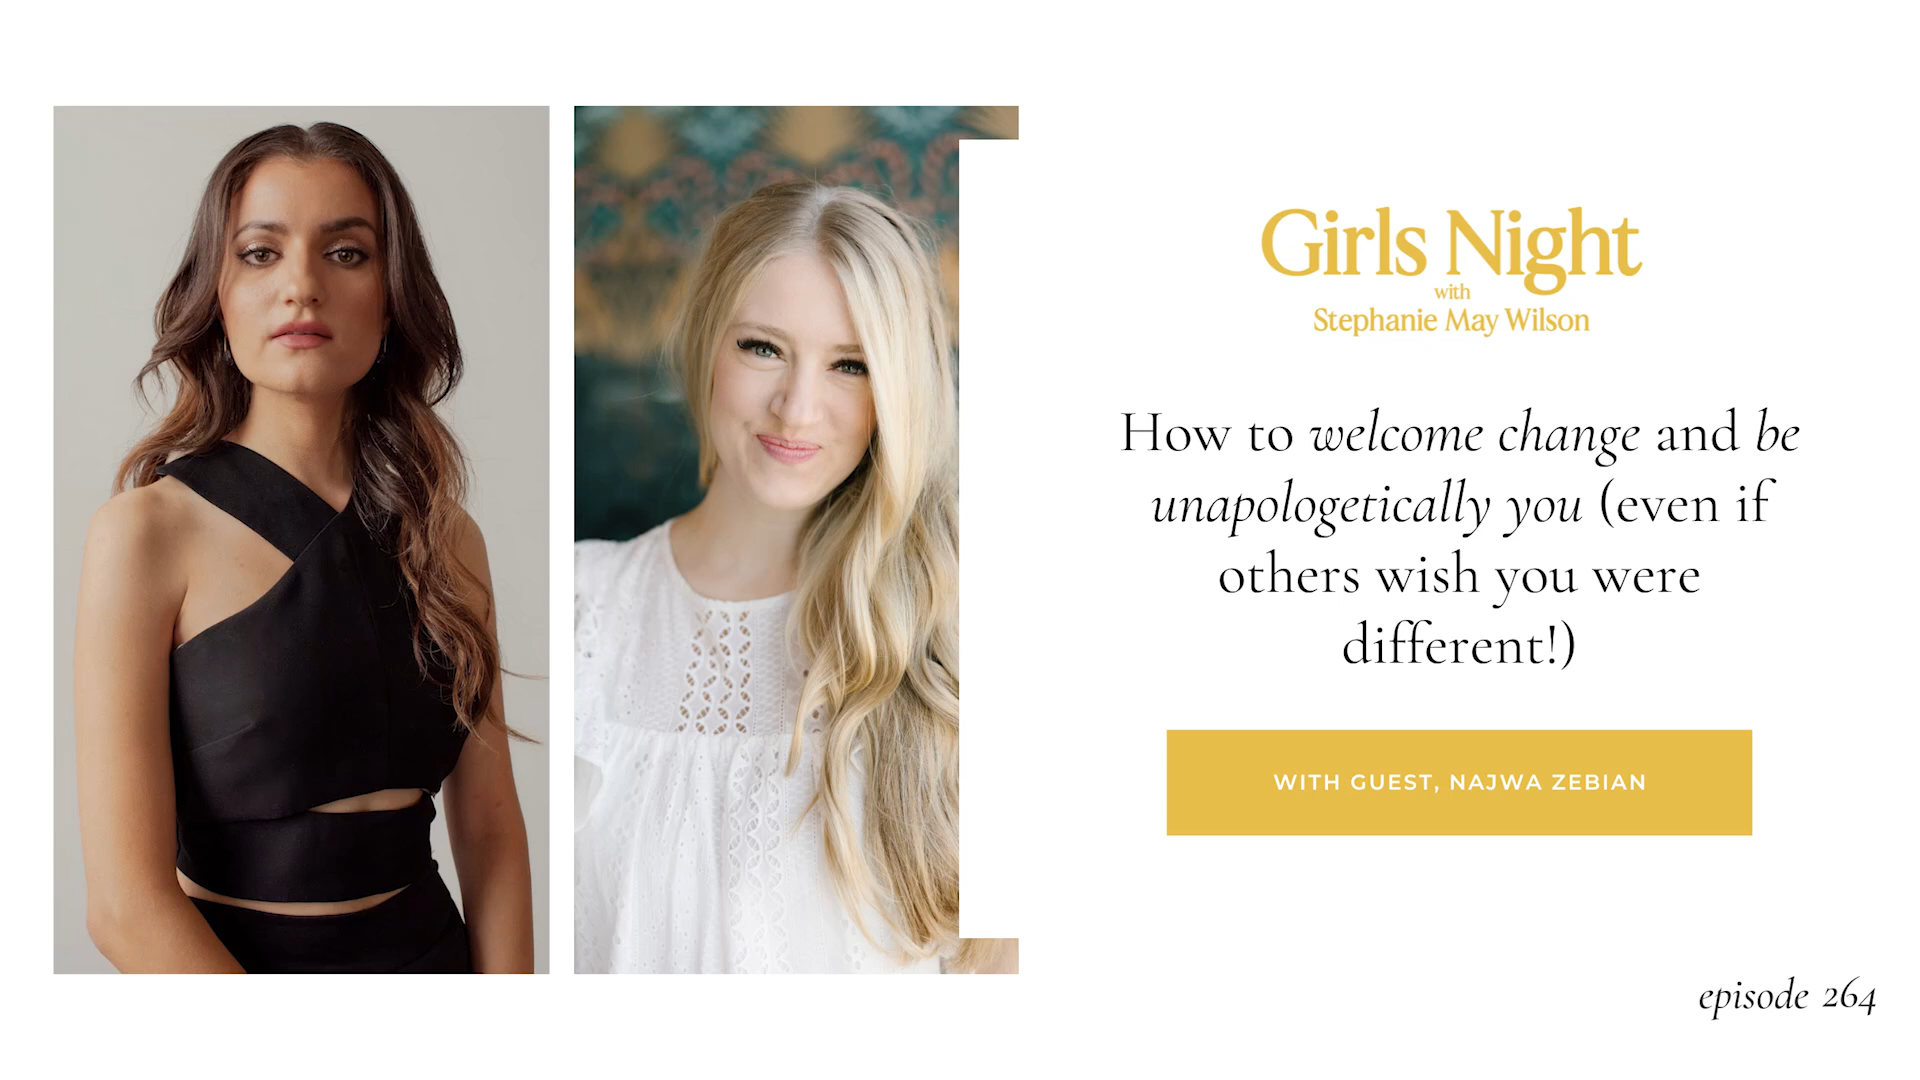 Girls Night
with
Stephanie May Wilson
How to welcome change and be
unapologetically you (even if
others wish you were
different!)
WITH GUEST, NAJWA ZEBIAN
episode 264